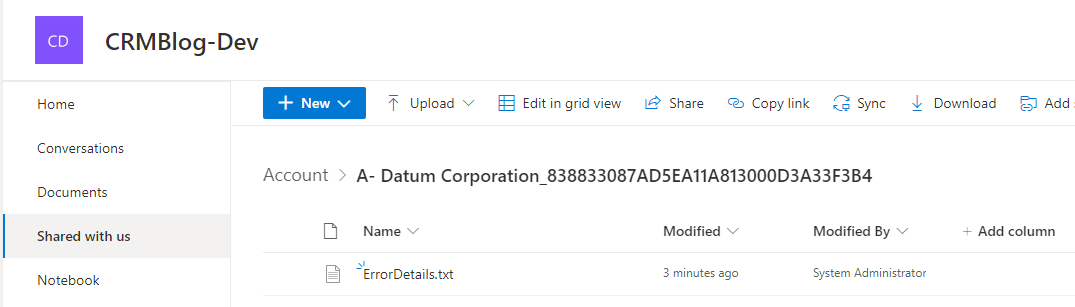 CD
CRMBlog-Dev
Home
Conversations
Documents
Shared with us
Notebook
New Upload Edit in grid view Share Copy link Sync Download Add
Account > A- Datum Corporation_838833087AD5EA11A813000D3A33F3B4
Name Modified Modified By + Add column
ErrorDetails.txt 3 minutes ago System Administrator